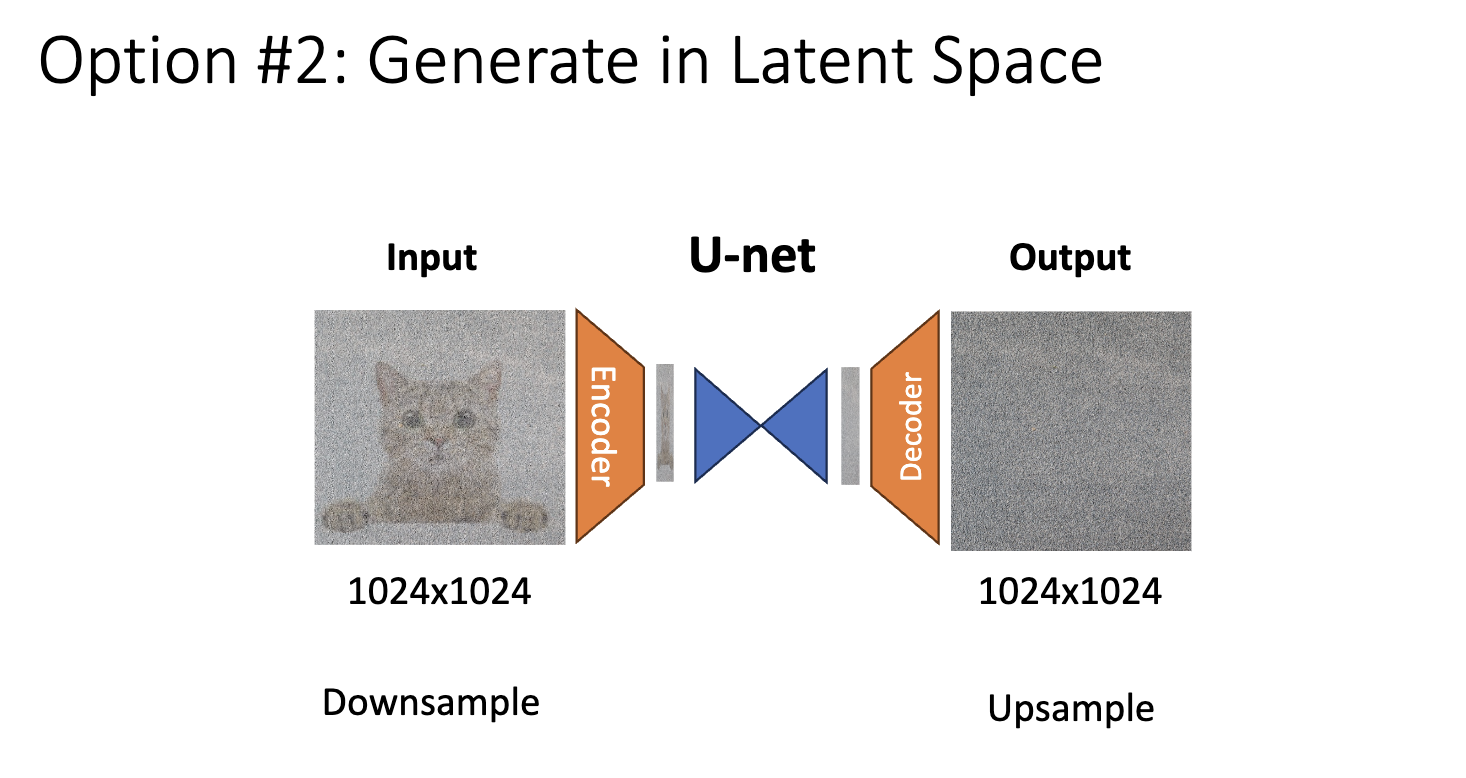 Option #2: Generate in Latent Space
Input
U-net
Output
Encoder
Decoder
1024x1024
1024x1024
Downsample
Upsample